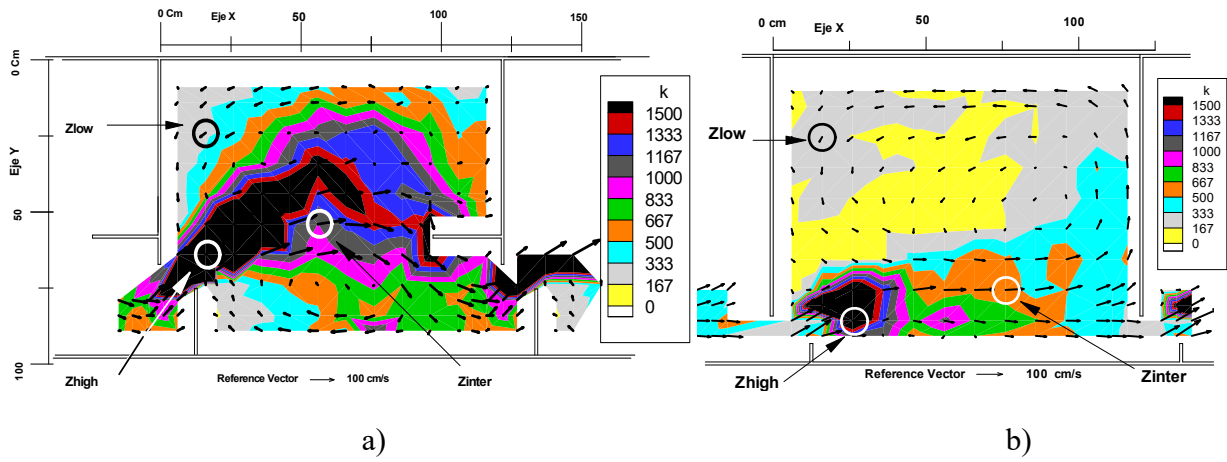 0 Cm Eje X 50 100 150
0 Cm
Eje Y
50
100
Zlow
Zhigh
Zinter
Reference Vector → 100 cm/s
k
1500
1333
1167
1000
833
667
500
333
167
0
a)
0 cm Eje X 50 100
Zlow
Zhigh
Zinter
Reference Vector → 100 cm/s
k
1500
1333
1167
1000
833
667
500
333
167
0
b)